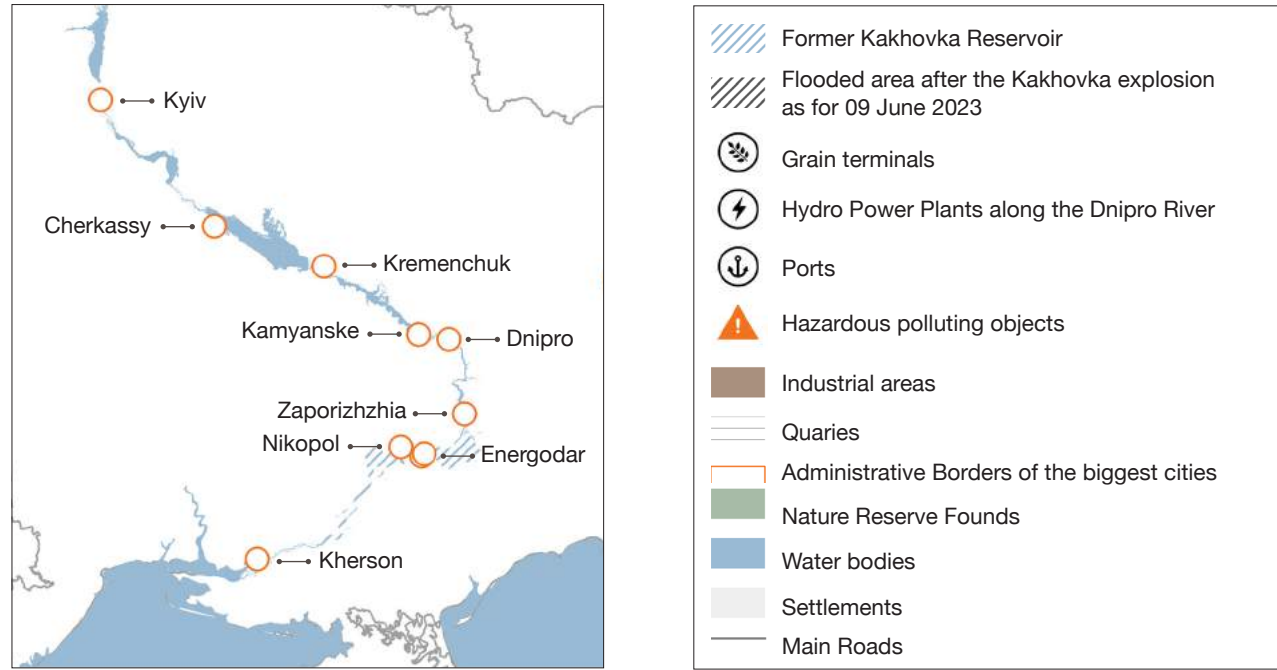 Kyiv
Cherkassy
Kremenchuk
Kamyanske
Dnipro
Zaporizhzhia
Nikopol
Energodar
Kherson
Former Kakhovka Reservoir
Flooded area after the Kakhovka explosion
as for 09 June 2023
Grain terminals
Hydro Power Plants along the Dnipro River
Ports
Hazardous polluting objects
Industrial areas
Quaries
Administrative Borders of the biggest cities
Nature Reserve Founds
Water bodies
Settlements
Main Roads